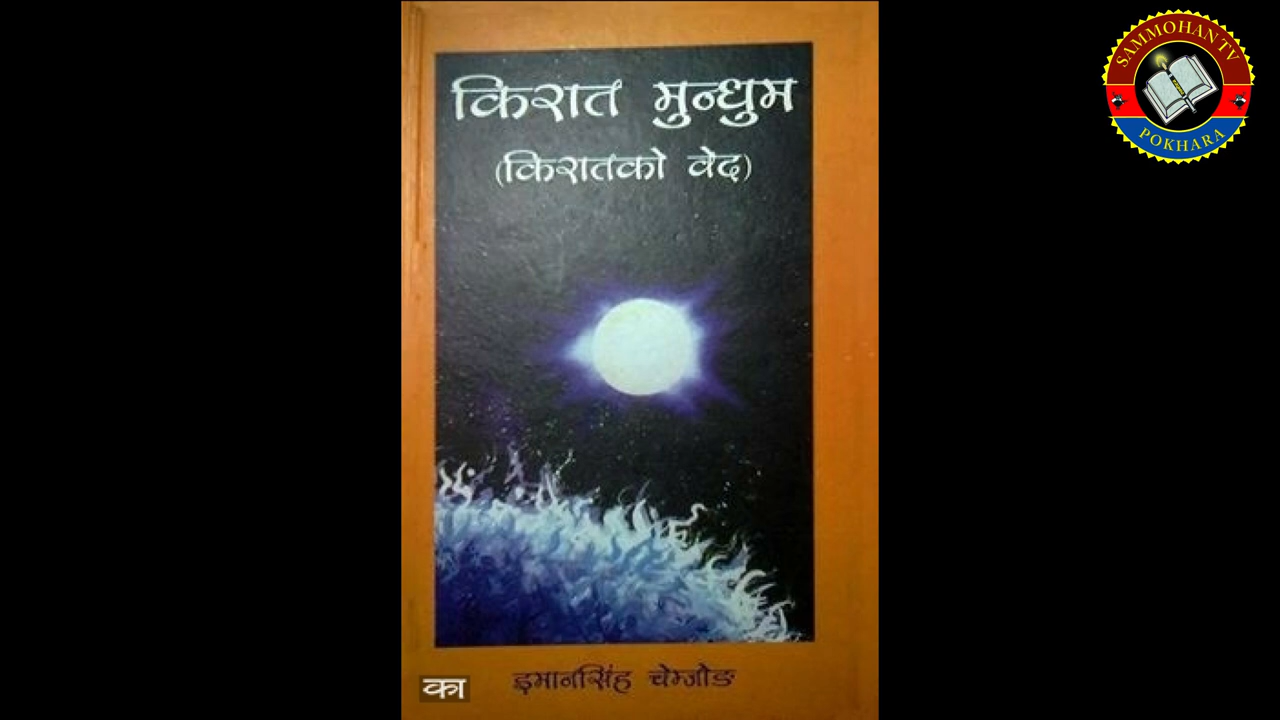 किरात मुन्धुम
(किरातको वेद)
इमानसिंह चेम्जोङ
का
SAMMOHAN TV
POKHARA